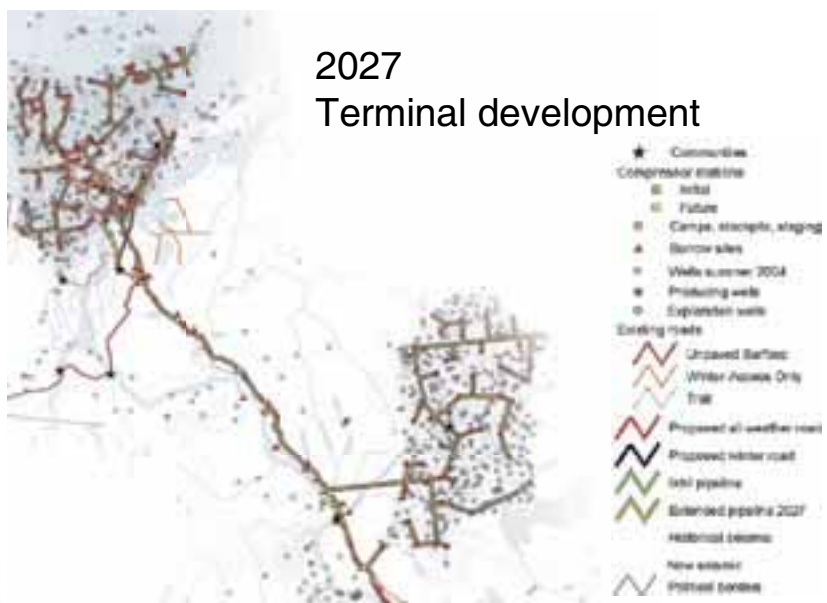 2027
Terminal development
Communities
Compressor stations
Initial
Future
Camps, stockpile, staging
Borrow sites
Wells summer 2004
Producing wells
Exploration wells
Existing roads
Unpaved Surface
Winter Access Only
Trail
Proposed all-weather road
Proposed winter road
pipeline
Extended pipeline 2027
Historical seismic
New seismic
Political borders